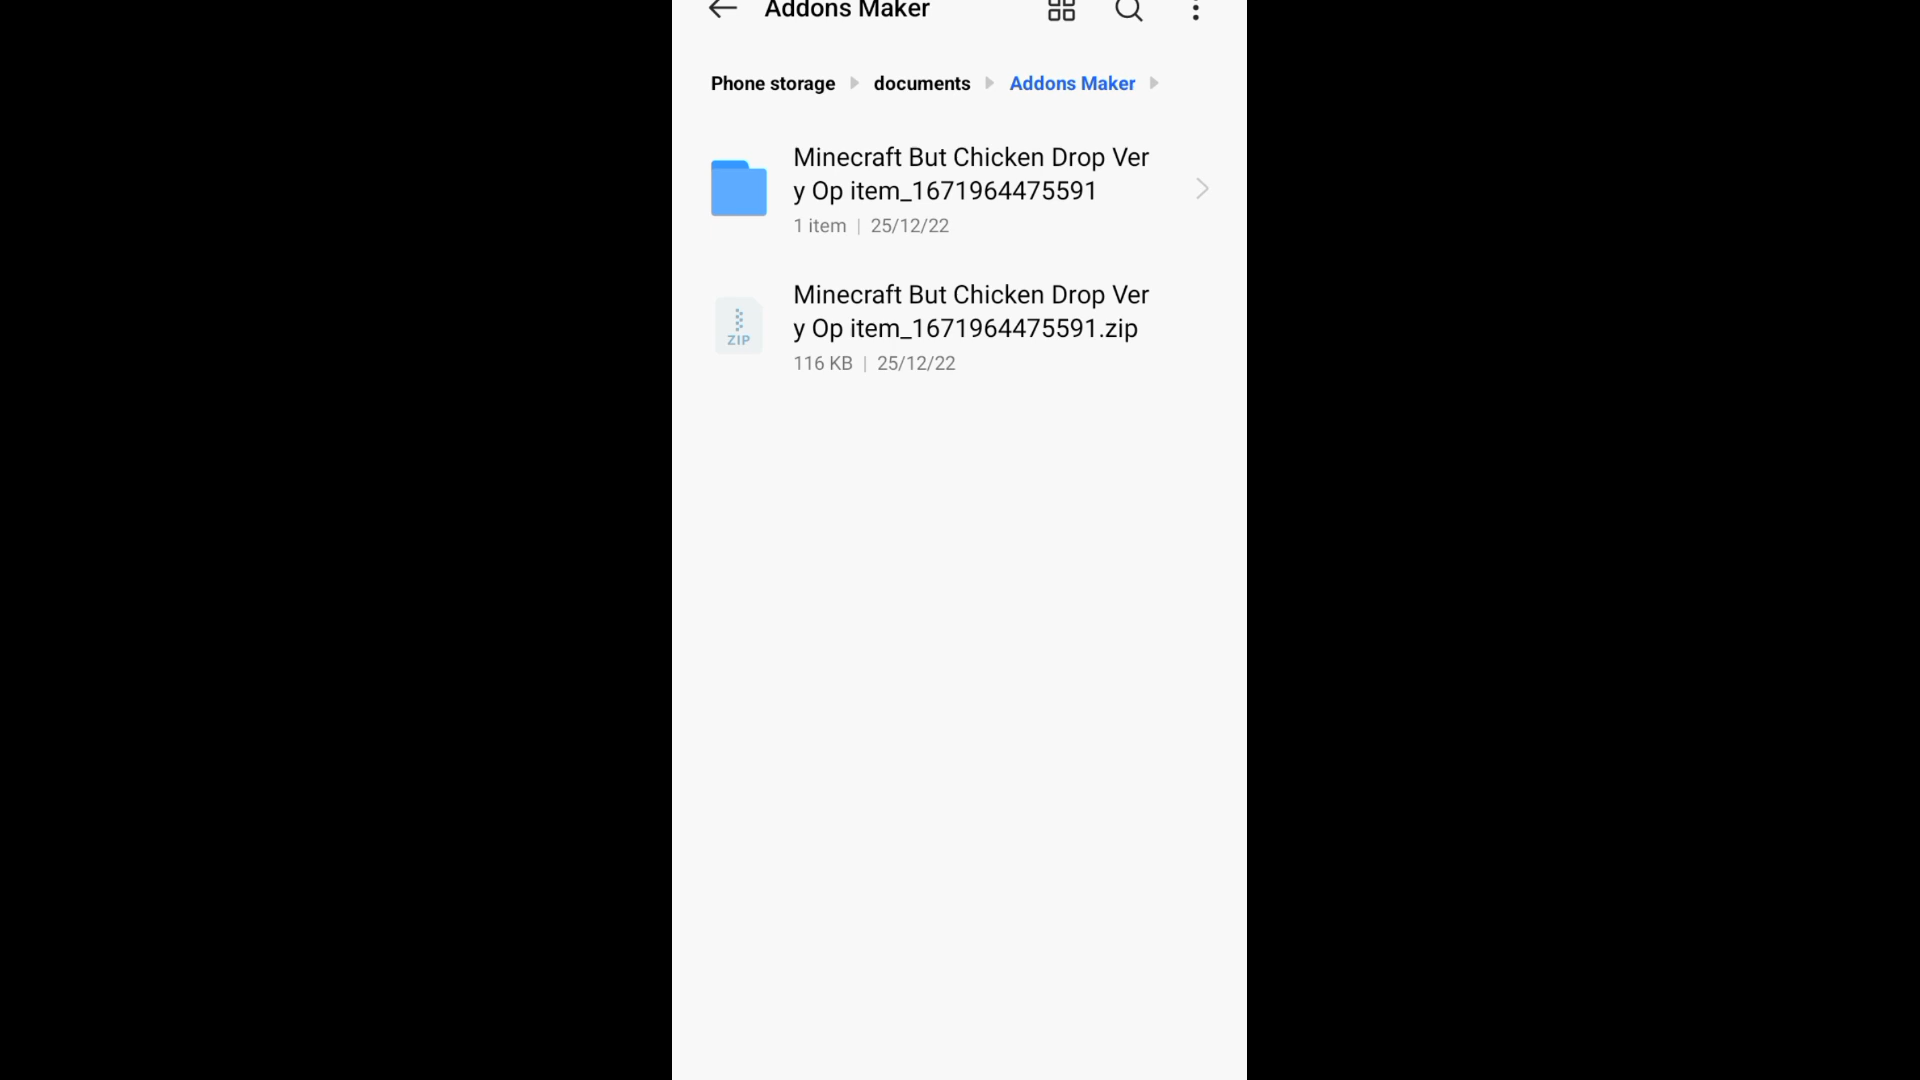 Addons Maker
Phone storage documents Addons Maker
Minecraft But Chicken Drop Ver
y Op item_1671964475591
1 item | 25/12/22
Minecraft But Chicken Drop Ver
y Op item_1671964475591.zip
ZIP
116 KB | 25/12/22